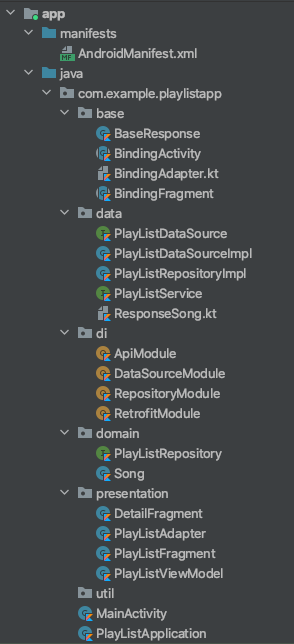 app
manifests
AndroidManifest.xml
java
com.example.playlistapp
base
BaseResponse
BindingActivity
BindingAdapter.kt
BindingFragment
data
PlayListDataSource
PlayListDataSourceImpl
PlayListRepositoryImpl
PlayListService
ResponseSong.kt
di
ApiModule
DataSourceModule
RepositoryModule
RetrofitModule
domain
PlayListRepository
Song
presentation
DetailFragment
PlayListAdapter
PlayListFragment
PlayListViewModel
util
MainActivity
PlayListApplication